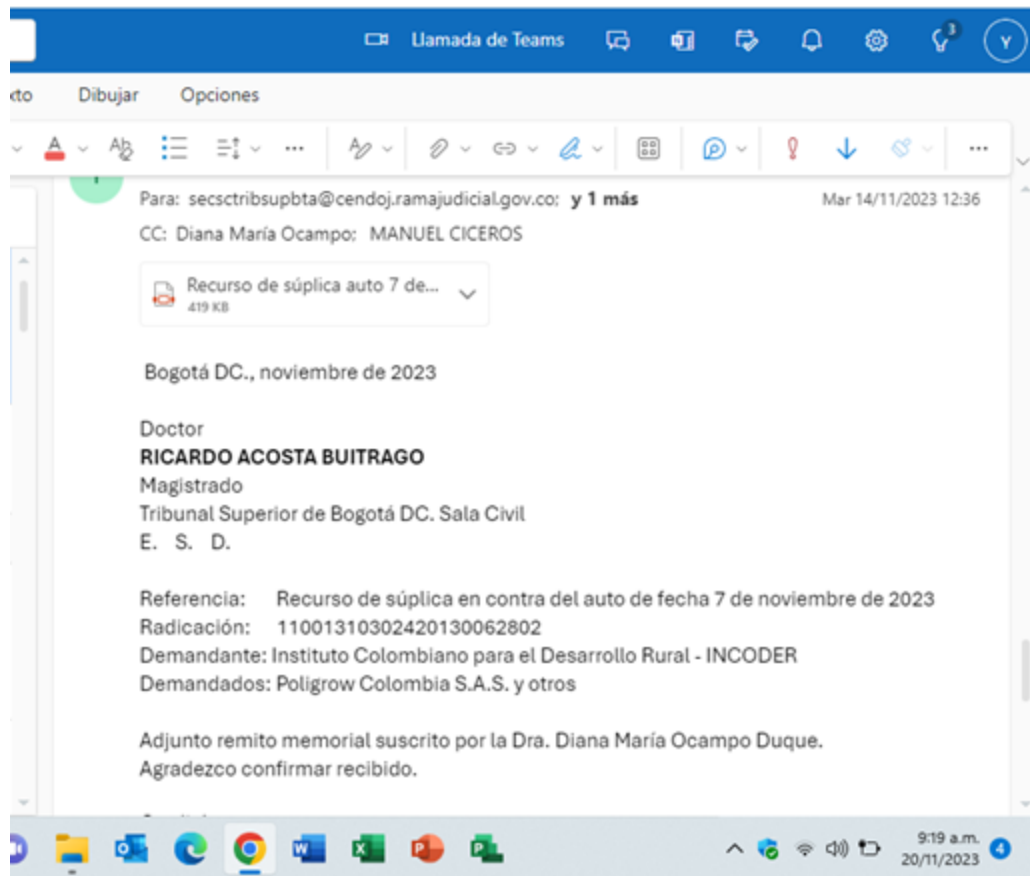 Llamada de Teams
3
Y
xto Dibujar Opciones
Para: secsctribsupbta@cendoj.ramajudicial.gov.co; y 1 más
Mar 14/11/2023 12:36
CC: Diana María Ocampo; MANUEL CICEROS
Recurso de súplica auto 7 de...
419 KB
Bogotá DC., noviembre de 2023
Doctor
RICARDO ACOSTA BUITRAGO
Magistrado
Tribunal Superior de Bogotá DC. Sala Civil
E. S. D.
Referencia: Recurso de súplica en contra del auto de fecha 7 de noviembre de 2023
Radicación: 11001310302420130062802
Demandante: Instituto Colombiano para el Desarrollo Rural - INCODER
Demandados: Poligrow Colombia S.A.S. y otros
Adjunto remito memorial suscrito por la Dra. Diana María Ocampo Duque.
Agradezco confirmar recibido.
9:19 a.m.
20/11/2023
4